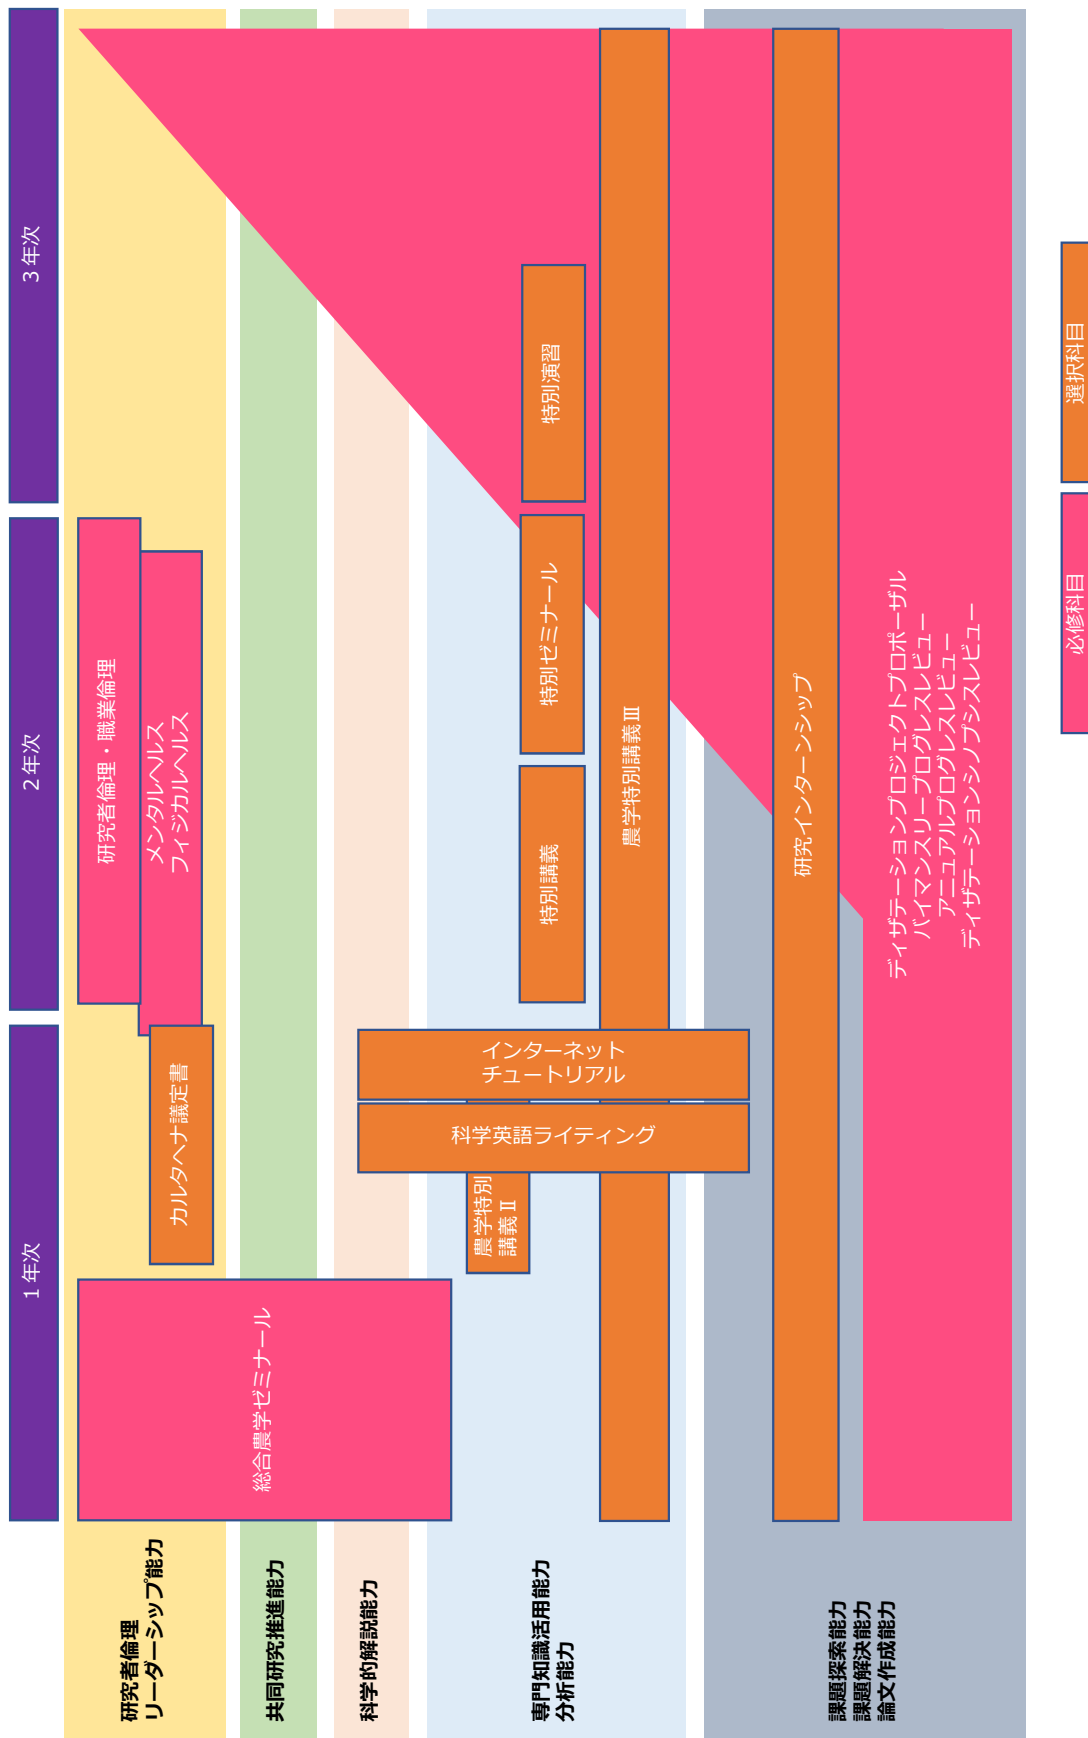 1年次
2年次
3年次
研究者倫理
リーダーシップ能力
共同研究推進能力
科学的解説能力
専門知識活用能力
分析能力
課題探索能力
課題解決能力
論文作成能力
総合農学ゼミナール
カルタヘナ議定書
研究者倫理・職業倫理
メンタルヘルス
フィジカルヘルス
農学特別
講義Ⅱ
科学英語ライティング
インターネット
チュートリアル
特別講義
特別ゼミナール
特別演習
農学特別講義Ⅲ
研究インターンシップ
ディザテーションプロジェクトプロポーザル
バイマンスリープログレスレビュー
アニュアルプログレスレビュー
ディザテーションシノプシスレビュー
必修科目
選択科目